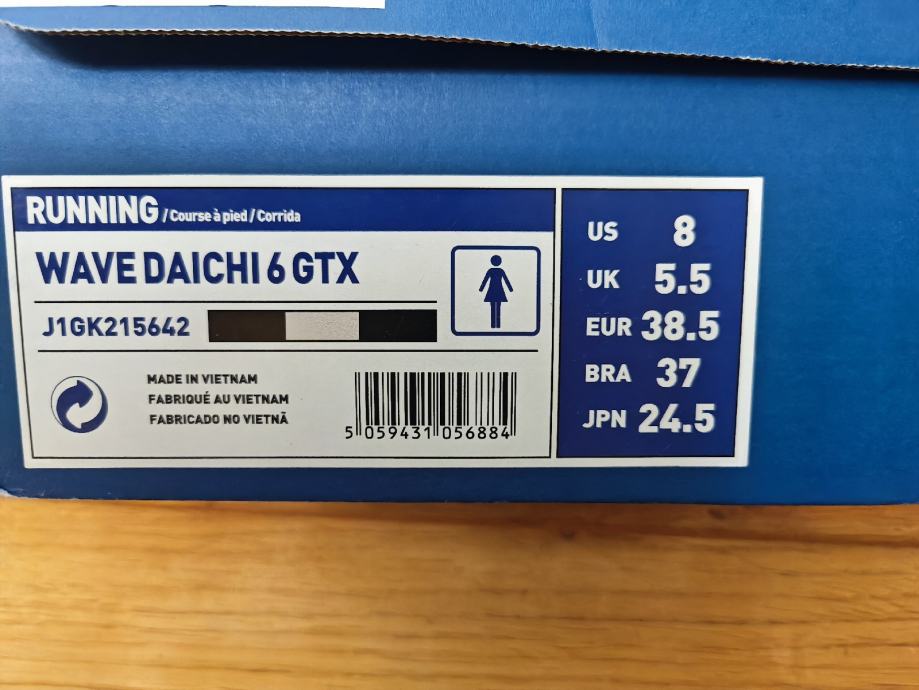 RUNNING / Course à pied / Corrida
WAVE DAICHI 6 GTX
J1GK215642
MADE IN VIETNAM
FABRIQUÉ AU VIETNAM
FABRICADO NO VIETNÃ
5 059431 056884
US 8
UK 5.5
EUR 38.5
BRA 37
JPN 24.5